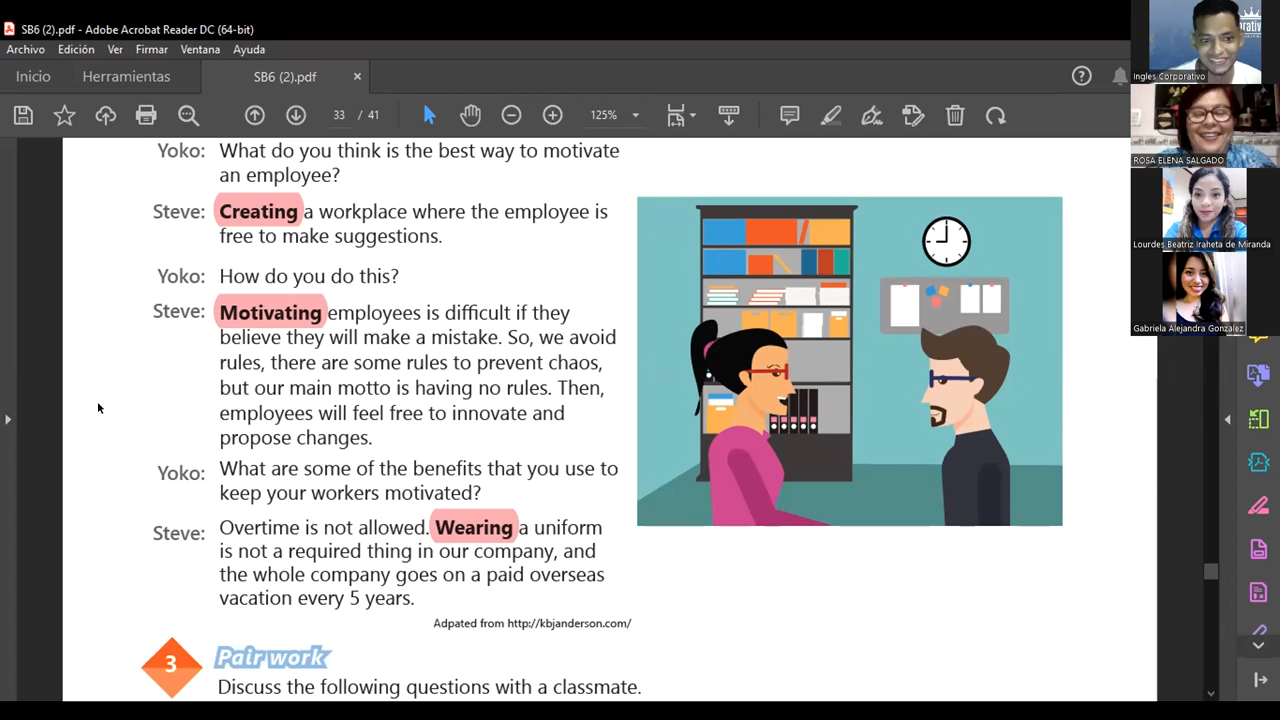 SB6 (2).pdf - Adobe Acrobat Reader DC (64-bit)
Archivo Edición Ver Firmar Ventana Ayuda
Inicio Herramientas SB6 (2).pdf ×
33 / 41 125%
Yoko: What do you think is the best way to motivate
an employee?
Steve: Creating a workplace where the employee is
free to make suggestions.
Yoko: How do you do this?
Steve: Motivating employees is difficult if they
believe they will make a mistake. So, we avoid
rules, there are some rules to prevent chaos,
but our main motto is having no rules. Then,
employees will feel free to innovate and
propose changes.
Yoko: What are some of the benefits that you use to
keep your workers motivated?
Steve: Overtime is not allowed. Wearing a uniform
is not a required thing in our company, and
the whole company goes on a paid overseas
vacation every 5 years.
Adpated from http://kbjanderson.com/
3 Pair work
Discuss the following questions with a classmate.
Ingles Corporativo
ROSA ELENA SALGADO
Lourdes Beatriz Iraheta de Miranda
Gabriela Alejandra Gonzalez